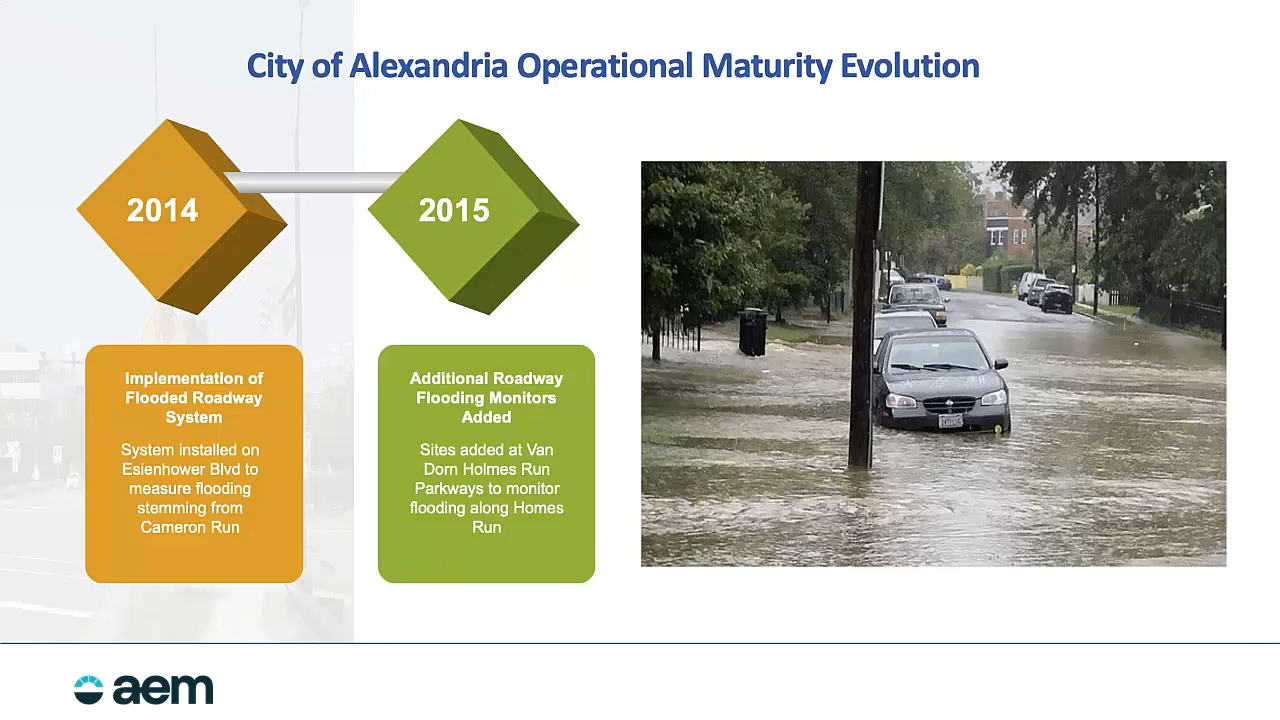 City of Alexandria Operational Maturity Evolution
2014
2015
Implementation of
Flooded Roadway
System
System installed on
Esienhower Blvd to
measure flooding
stemming from
Cameron Run
Additional Roadway
Flooding Monitors
Added
Sites added at Van
Dorn Holmes Run
Parkways to monitor
flooding along Homes
Run
aem